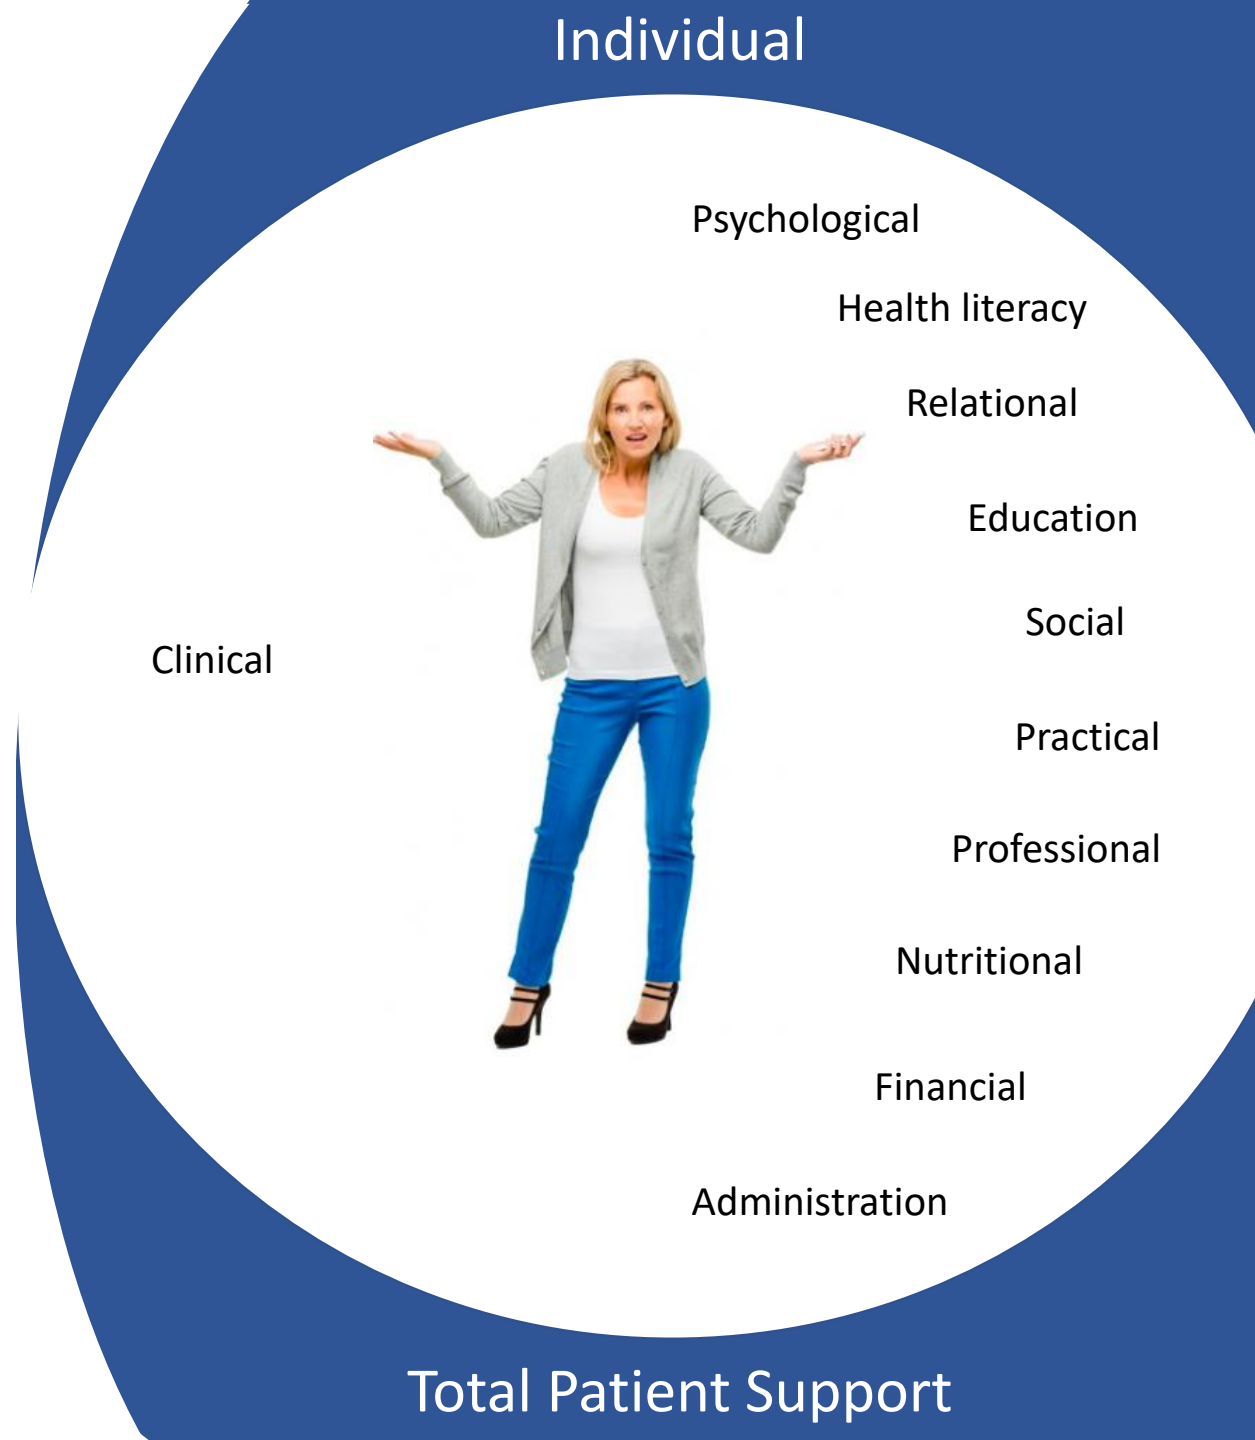 Individual
Psychological
Health literacy
Relational
Education
Social
Clinical
Practical
Professional
Nutritional
Financial
Administration
Total Patient Support